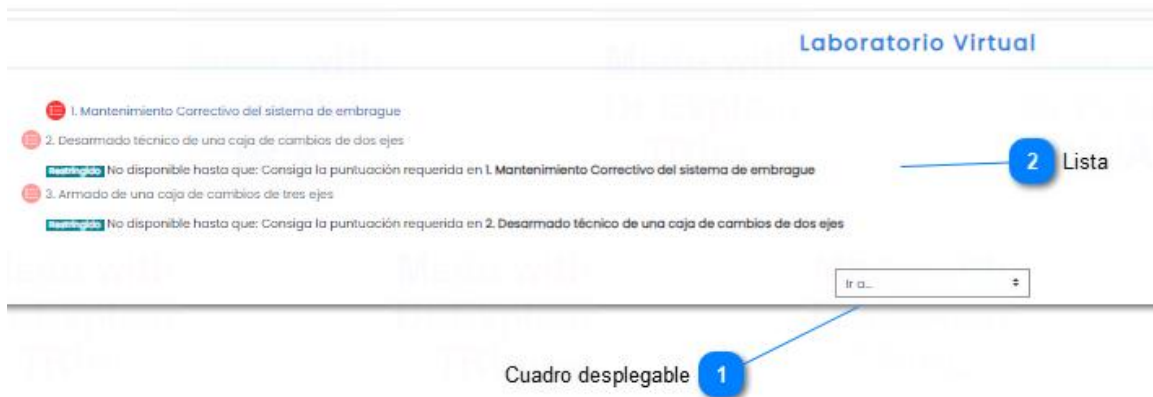 Laboratorio Virtual
1. Mantenimiento Correctivo del sistema de embrague
2. Desarmado técnico de una caja de cambios de dos ejes
Restringido No disponible hasta que: Consiga la puntuación requerida en 1. Mantenimiento Correctivo del sistema de embrague
2 Lista
3. Armado de una caja de cambios de tres ejes
Restringido No disponible hasta que: Consiga la puntuación requerida en 2. Desarmado técnico de una caja de cambios de dos ejes
Ir a...
Cuadro desplegable 1